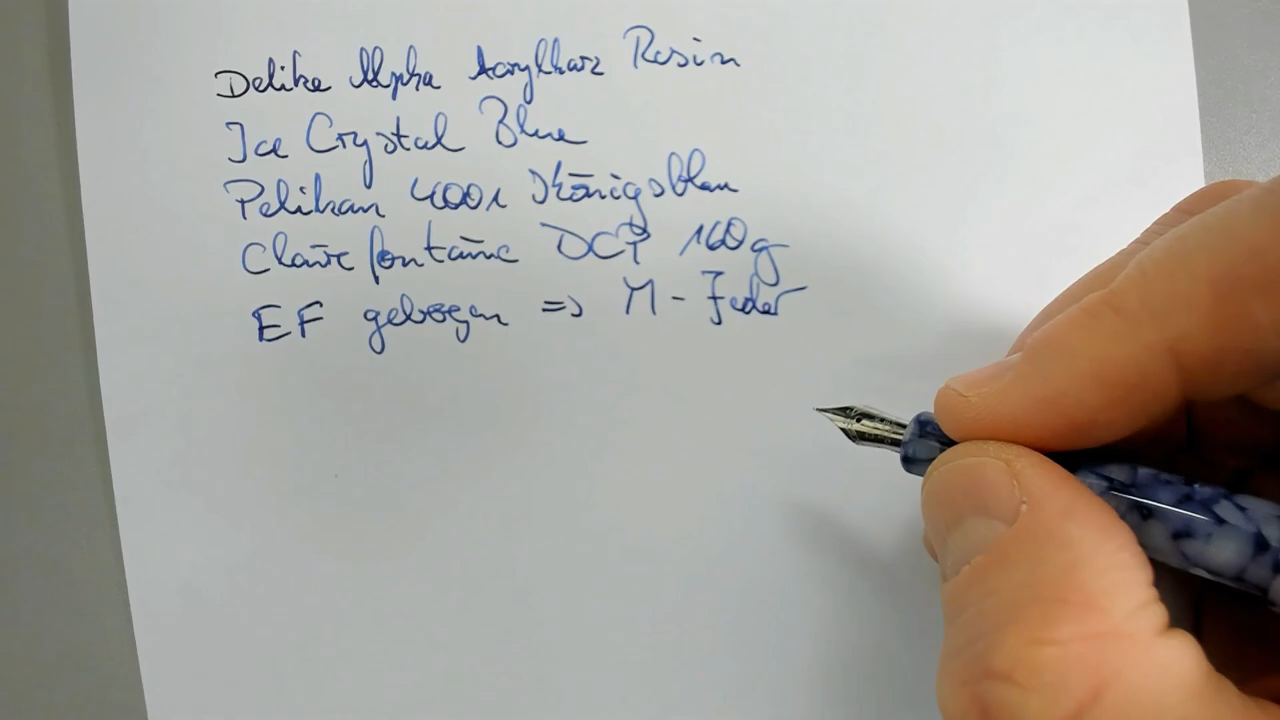 Delike Alpha Acrylharz Resin
Ice Crystal Blue
Pelikan 4001 Königsblau
Clairefontaine DCP 160g
EF gebogen => M - Feder